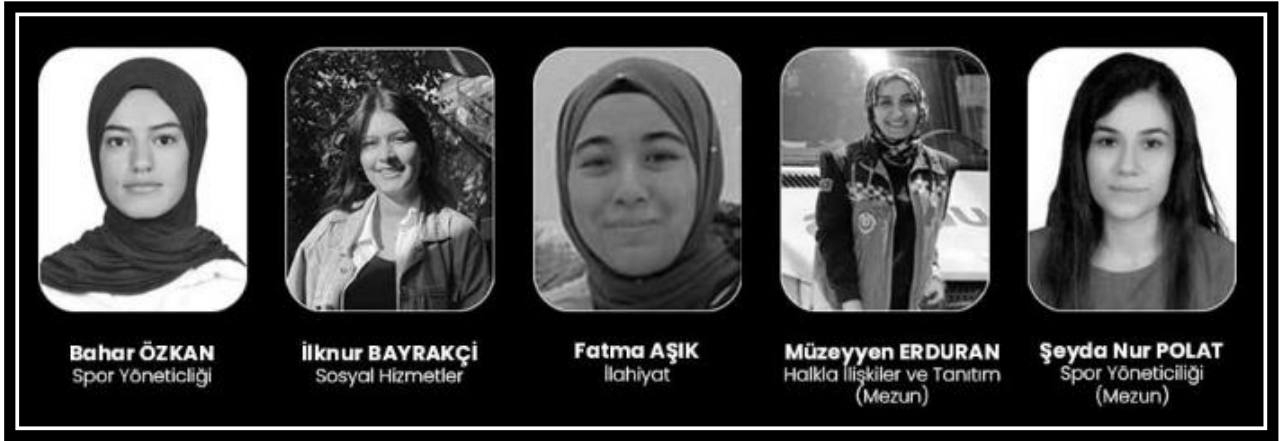 Bahar ÖZKAN
Spor Yöneticliği
İlknur BAYRAKÇİ
Sosyal Hizmetler
Fatma AŞIK
İlahiyat
Müzeyyen ERDURAN
Halkla İlişkiler ve Tanıtım
(Mezun)
Şeyda Nur POLAT
Spor Yöneticiliği
(Mezun)